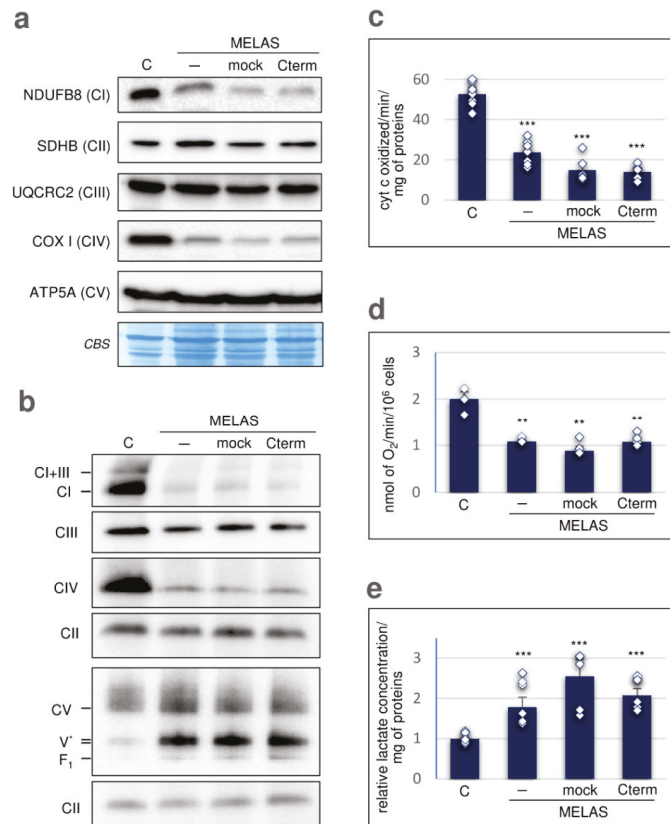 a
MELAS
C — mock Cterm
NDUFB8 (CI)
SDHB (CII)
UQCRC2 (CIII)
COX I (CIV)
ATP5A (CV)
CBS
b
MELAS
C — mock Cterm
CI+III
CI
CIII
CIV
CII
CV
V*
F₁
CII
c
cyt c oxidized/min/
mg of proteins
60
40
20
0
***
***
***
C — mock Cterm
MELAS
d
nmol of O₂/min/10⁶ cells
3
2
1
0
**
**
**
C — mock Cterm
MELAS
e
relative lactate concentration/
mg of proteins
3
2
1
0
***
***
***
C — mock Cterm
MELAS